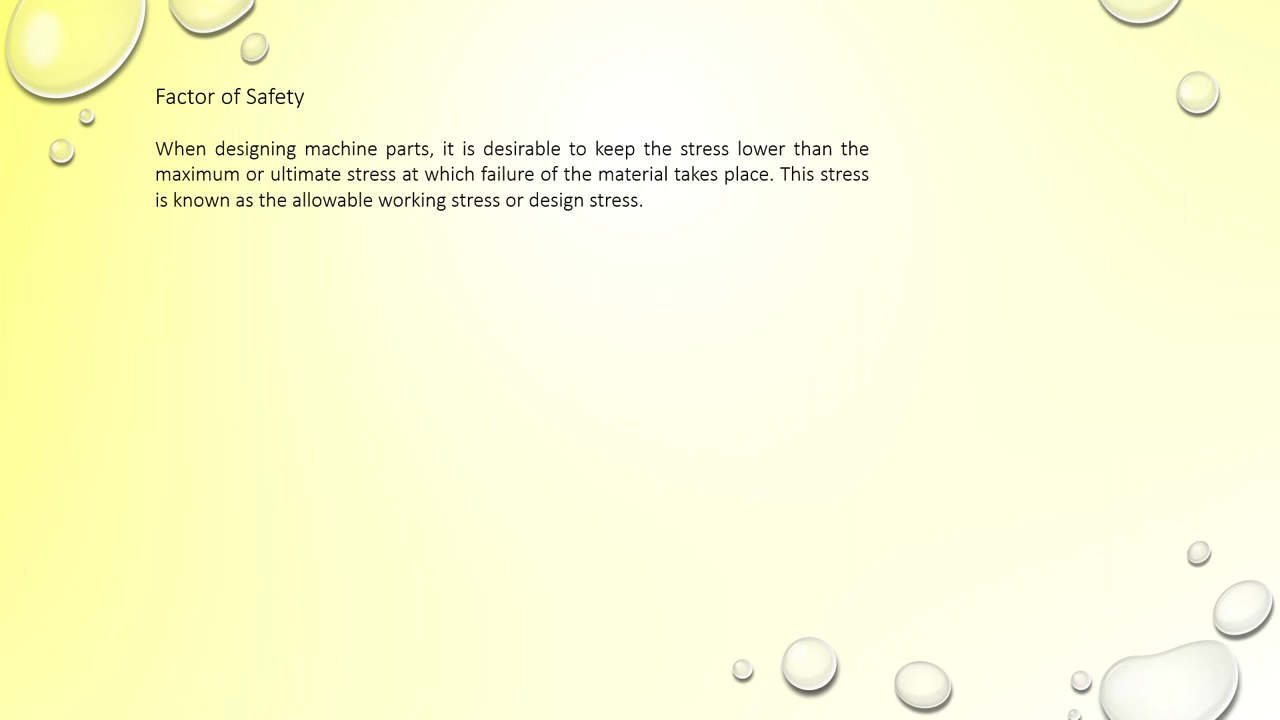 Factor of Safety
When designing machine parts, it is desirable to keep the stress lower than the
maximum or ultimate stress at which failure of the material takes place. This stress
is known as the allowable working stress or design stress.